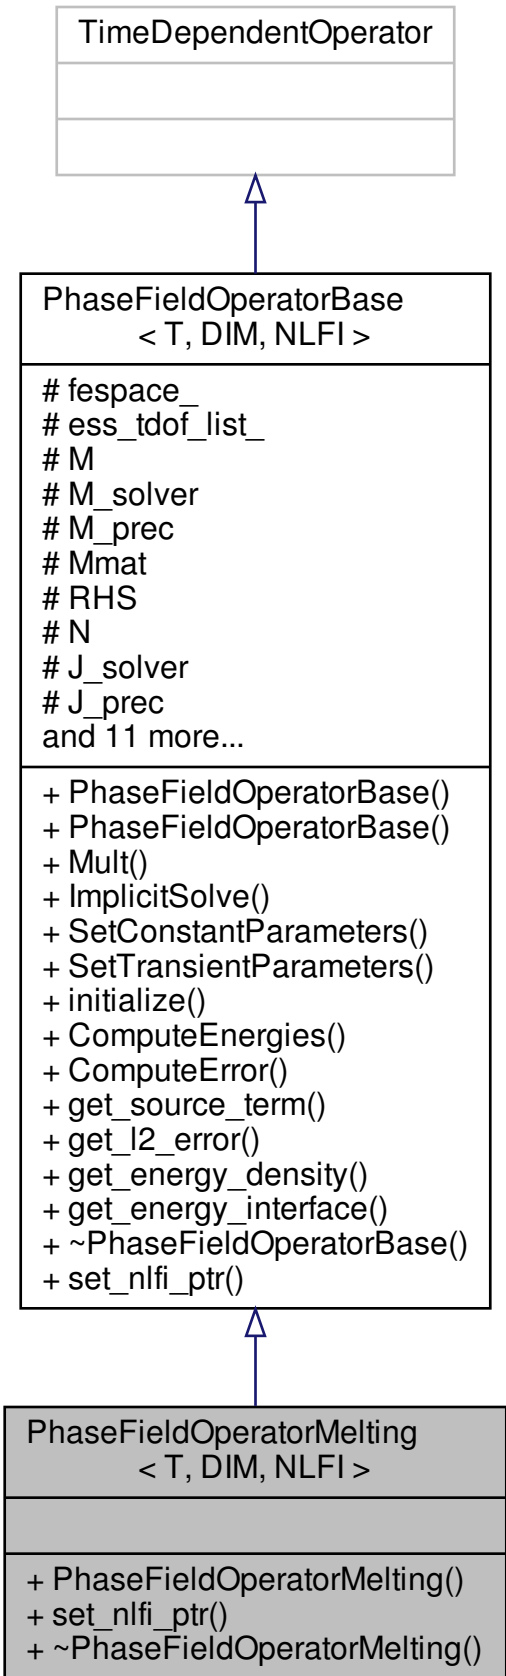 TimeDependentOperator
PhaseFieldOperatorBase
< T, DIM, NLFI >
# fespace_
# ess_tdof_list_
# M
# M_solver
# M_prec
# Mmat
# RHS
# N
# J_solver
# J_prec
and 11 more...
+ PhaseFieldOperatorBase()
+ PhaseFieldOperatorBase()
+ Mult()
+ ImplicitSolve()
+ SetConstantParameters()
+ SetTransientParameters()
+ initialize()
+ ComputeEnergies()
+ ComputeError()
+ get_source_term()
+ get_l2_error()
+ get_energy_density()
+ get_energy_interface()
+ ~PhaseFieldOperatorBase()
+ set_nlfi_ptr()
PhaseFieldOperatorMelting
< T, DIM, NLFI >
+ PhaseFieldOperatorMelting()
+ set_nlfi_ptr()
+ ~PhaseFieldOperatorMelting()